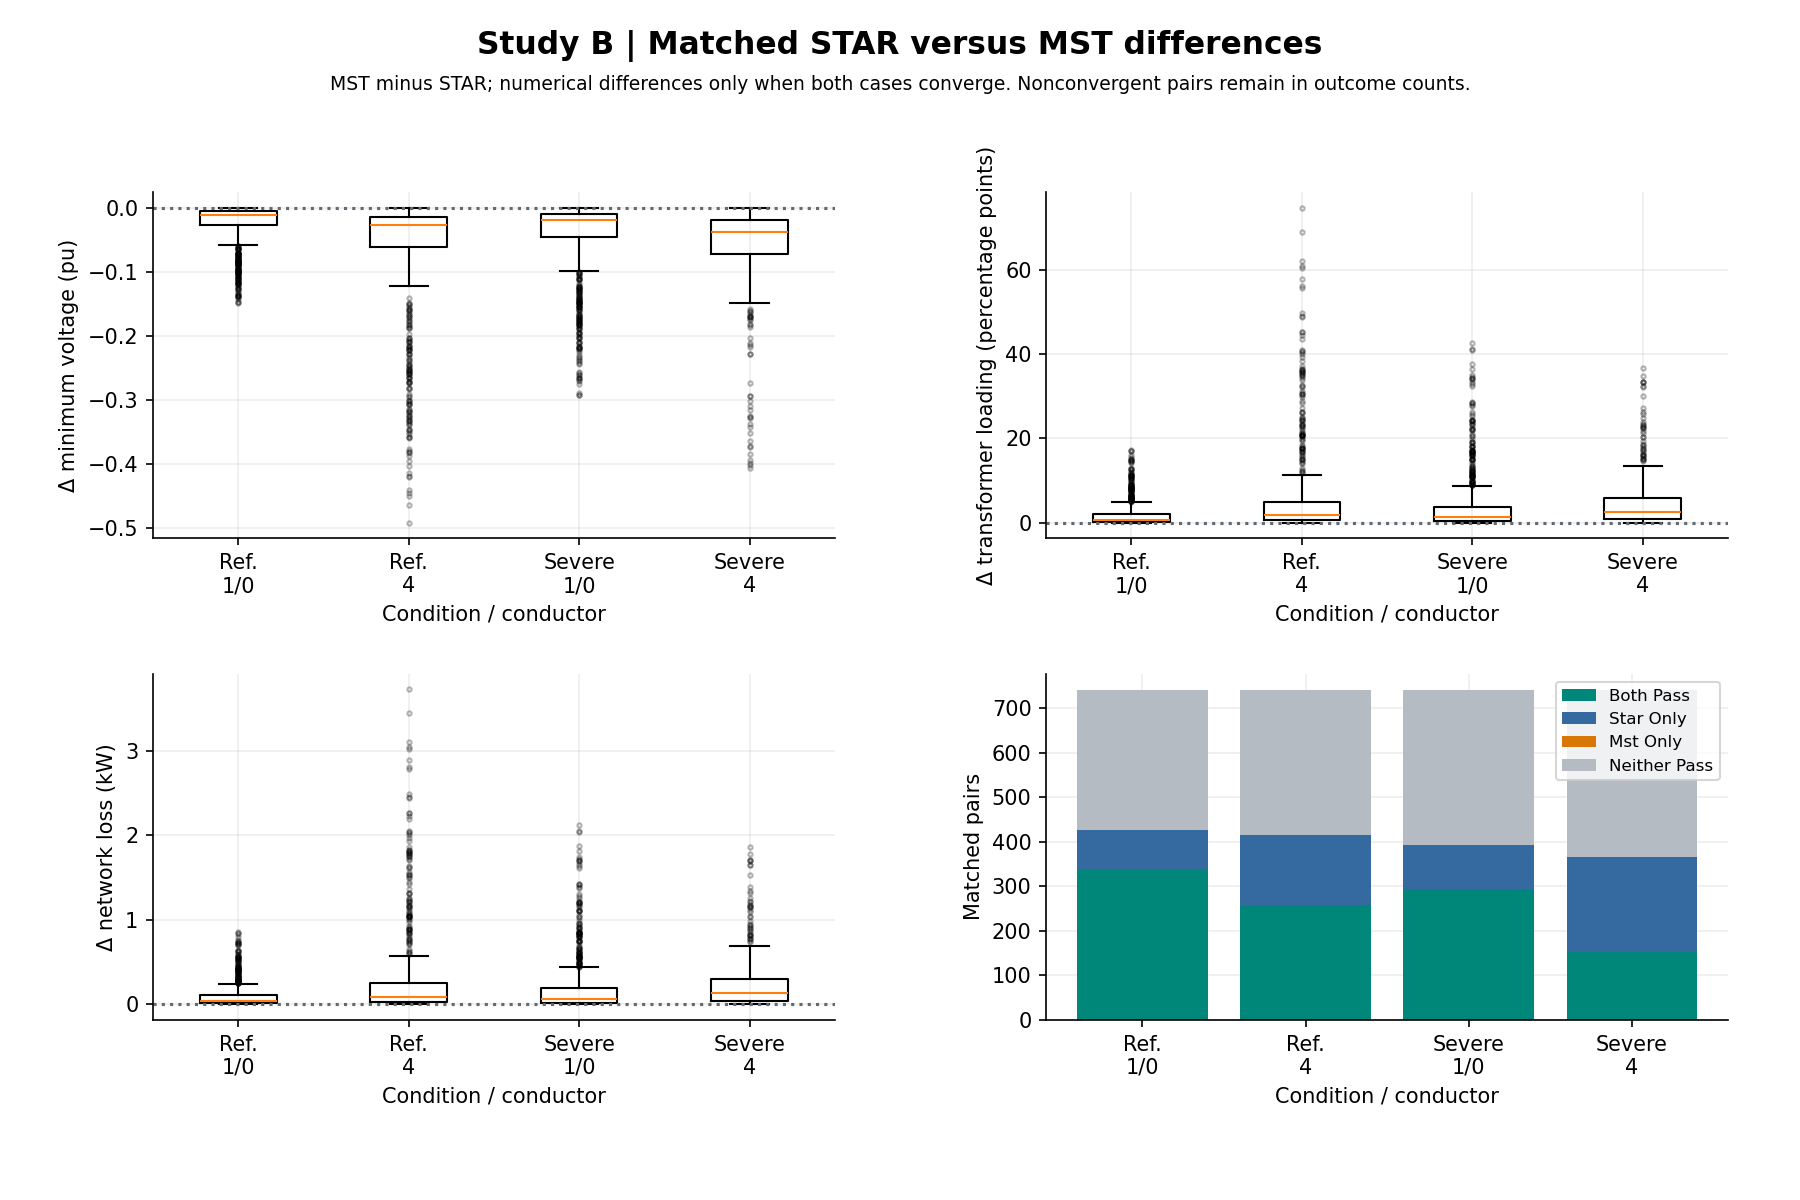 Study B | Matched STAR versus MST differences
MST minus STAR; numerical differences only when both cases converge. Nonconvergent pairs remain in outcome counts.
Δ minimum voltage (pu)
0.0
−0.1
−0.2
−0.3
−0.4
−0.5
Ref.
1/0
Ref.
4
Severe
1/0
Severe
4
Condition / conductor
Δ transformer loading (percentage points)
60
40
20
0
Ref.
1/0
Ref.
4
Severe
1/0
Severe
4
Condition / conductor
Δ network loss (kW)
3
2
1
0
Ref.
1/0
Ref.
4
Severe
1/0
Severe
4
Condition / conductor
Matched pairs
700
600
500
400
300
200
100
0
Both Pass
Star Only
Mst Only
Neither Pass
Ref.
1/0
Ref.
4
Severe
1/0
Severe
4
Condition / conductor